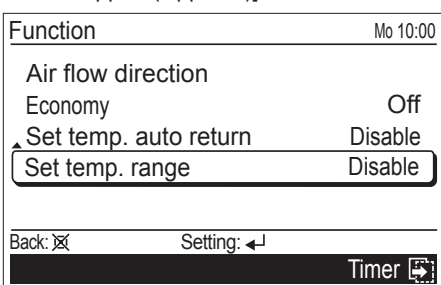 Function Mo 10:00
Air flow direction
Economy Off
Set temp. auto return Disable
Set temp. range Disable
Back: Setting:
Timer